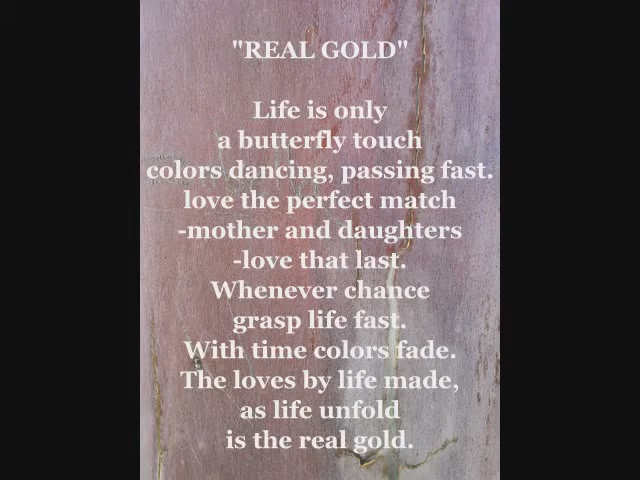 "REAL GOLD"
Life is only
a butterfly touch
colors dancing, passing fast.
love the perfect match
-mother and daughters
-love that last.
Whenever chance
grasp life fast.
With time colors fade.
The loves by life made,
as life unfold
is the real gold.